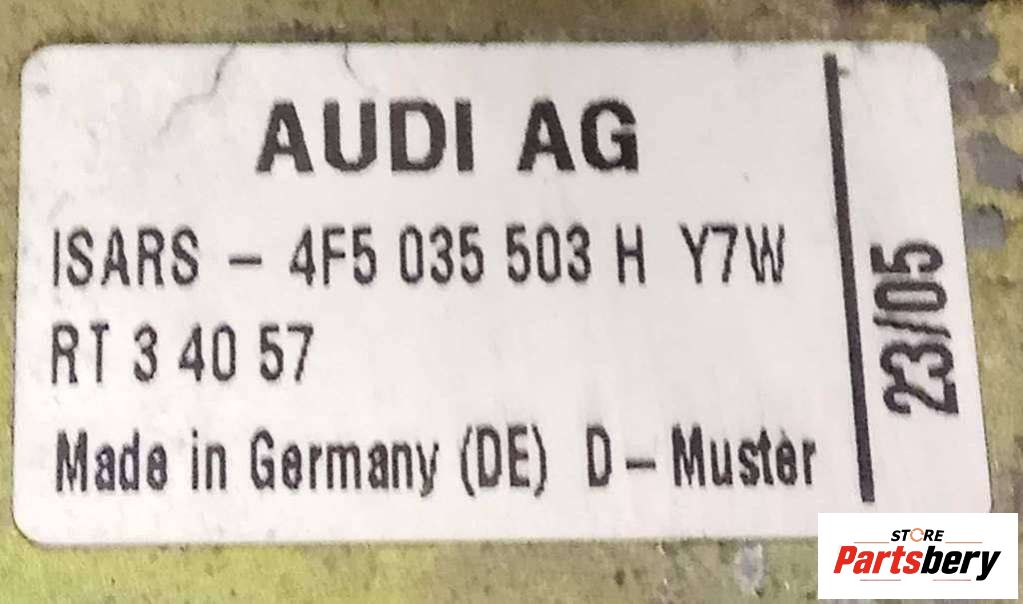 AUDI AG
ISARS - 4F5 035 503 H Y7W
RT 3 40 57
Made in Germany (DE) D - Muster
23/05
STORE
Partsbery